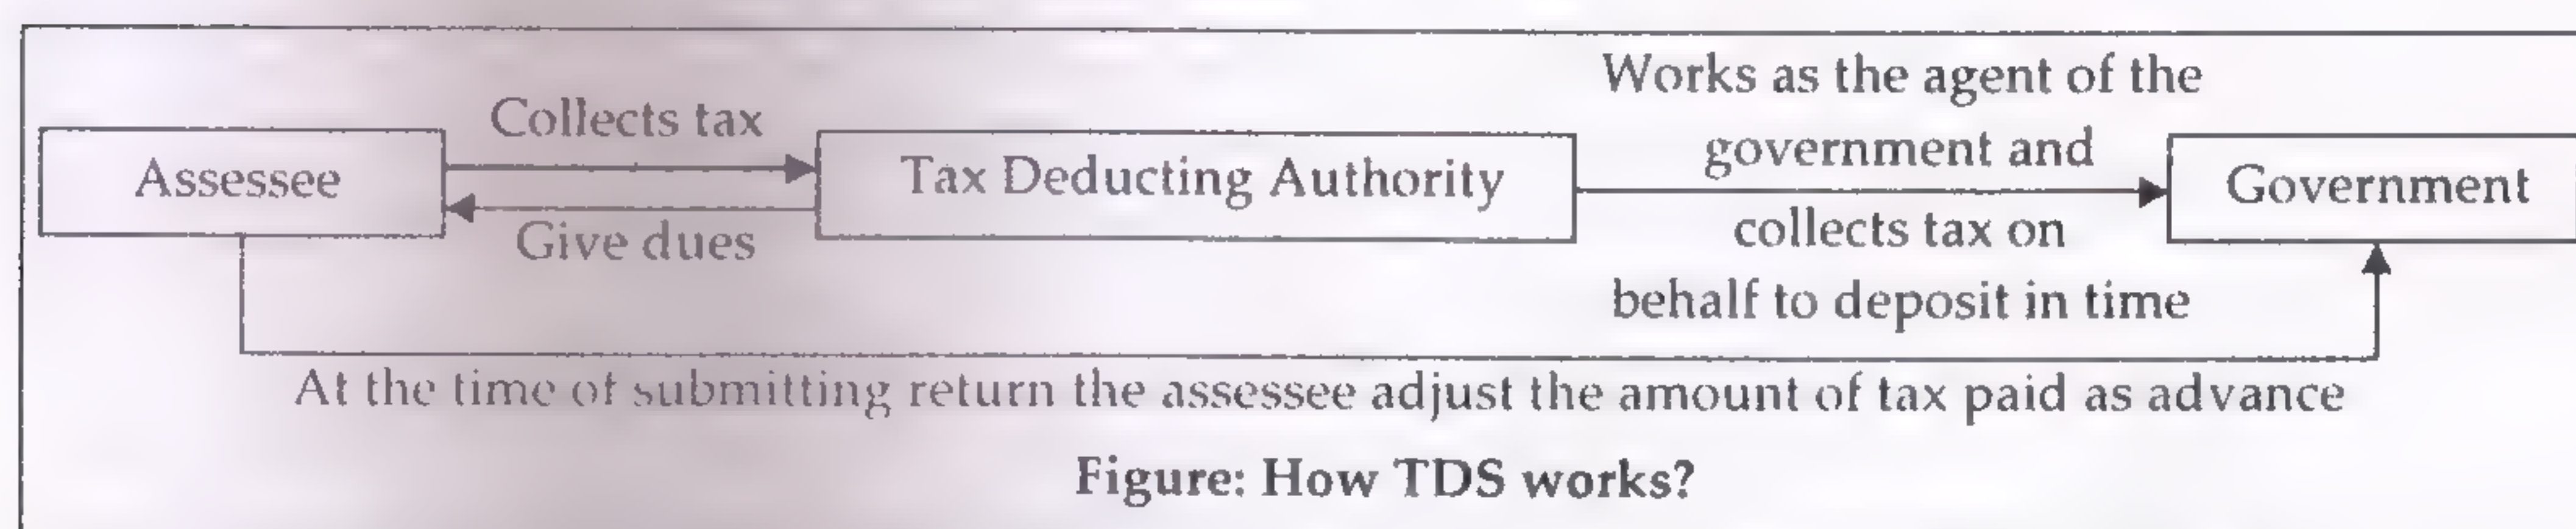 Works as the agent of the
Collects tax
government and
Assessee
Tax Deducting Authority
Government
Give dues
collects tax on
behalf to deposit in time
At the time of submitting return the assessee adjust the amount of tax paid as advance
Figure: How TDS works?